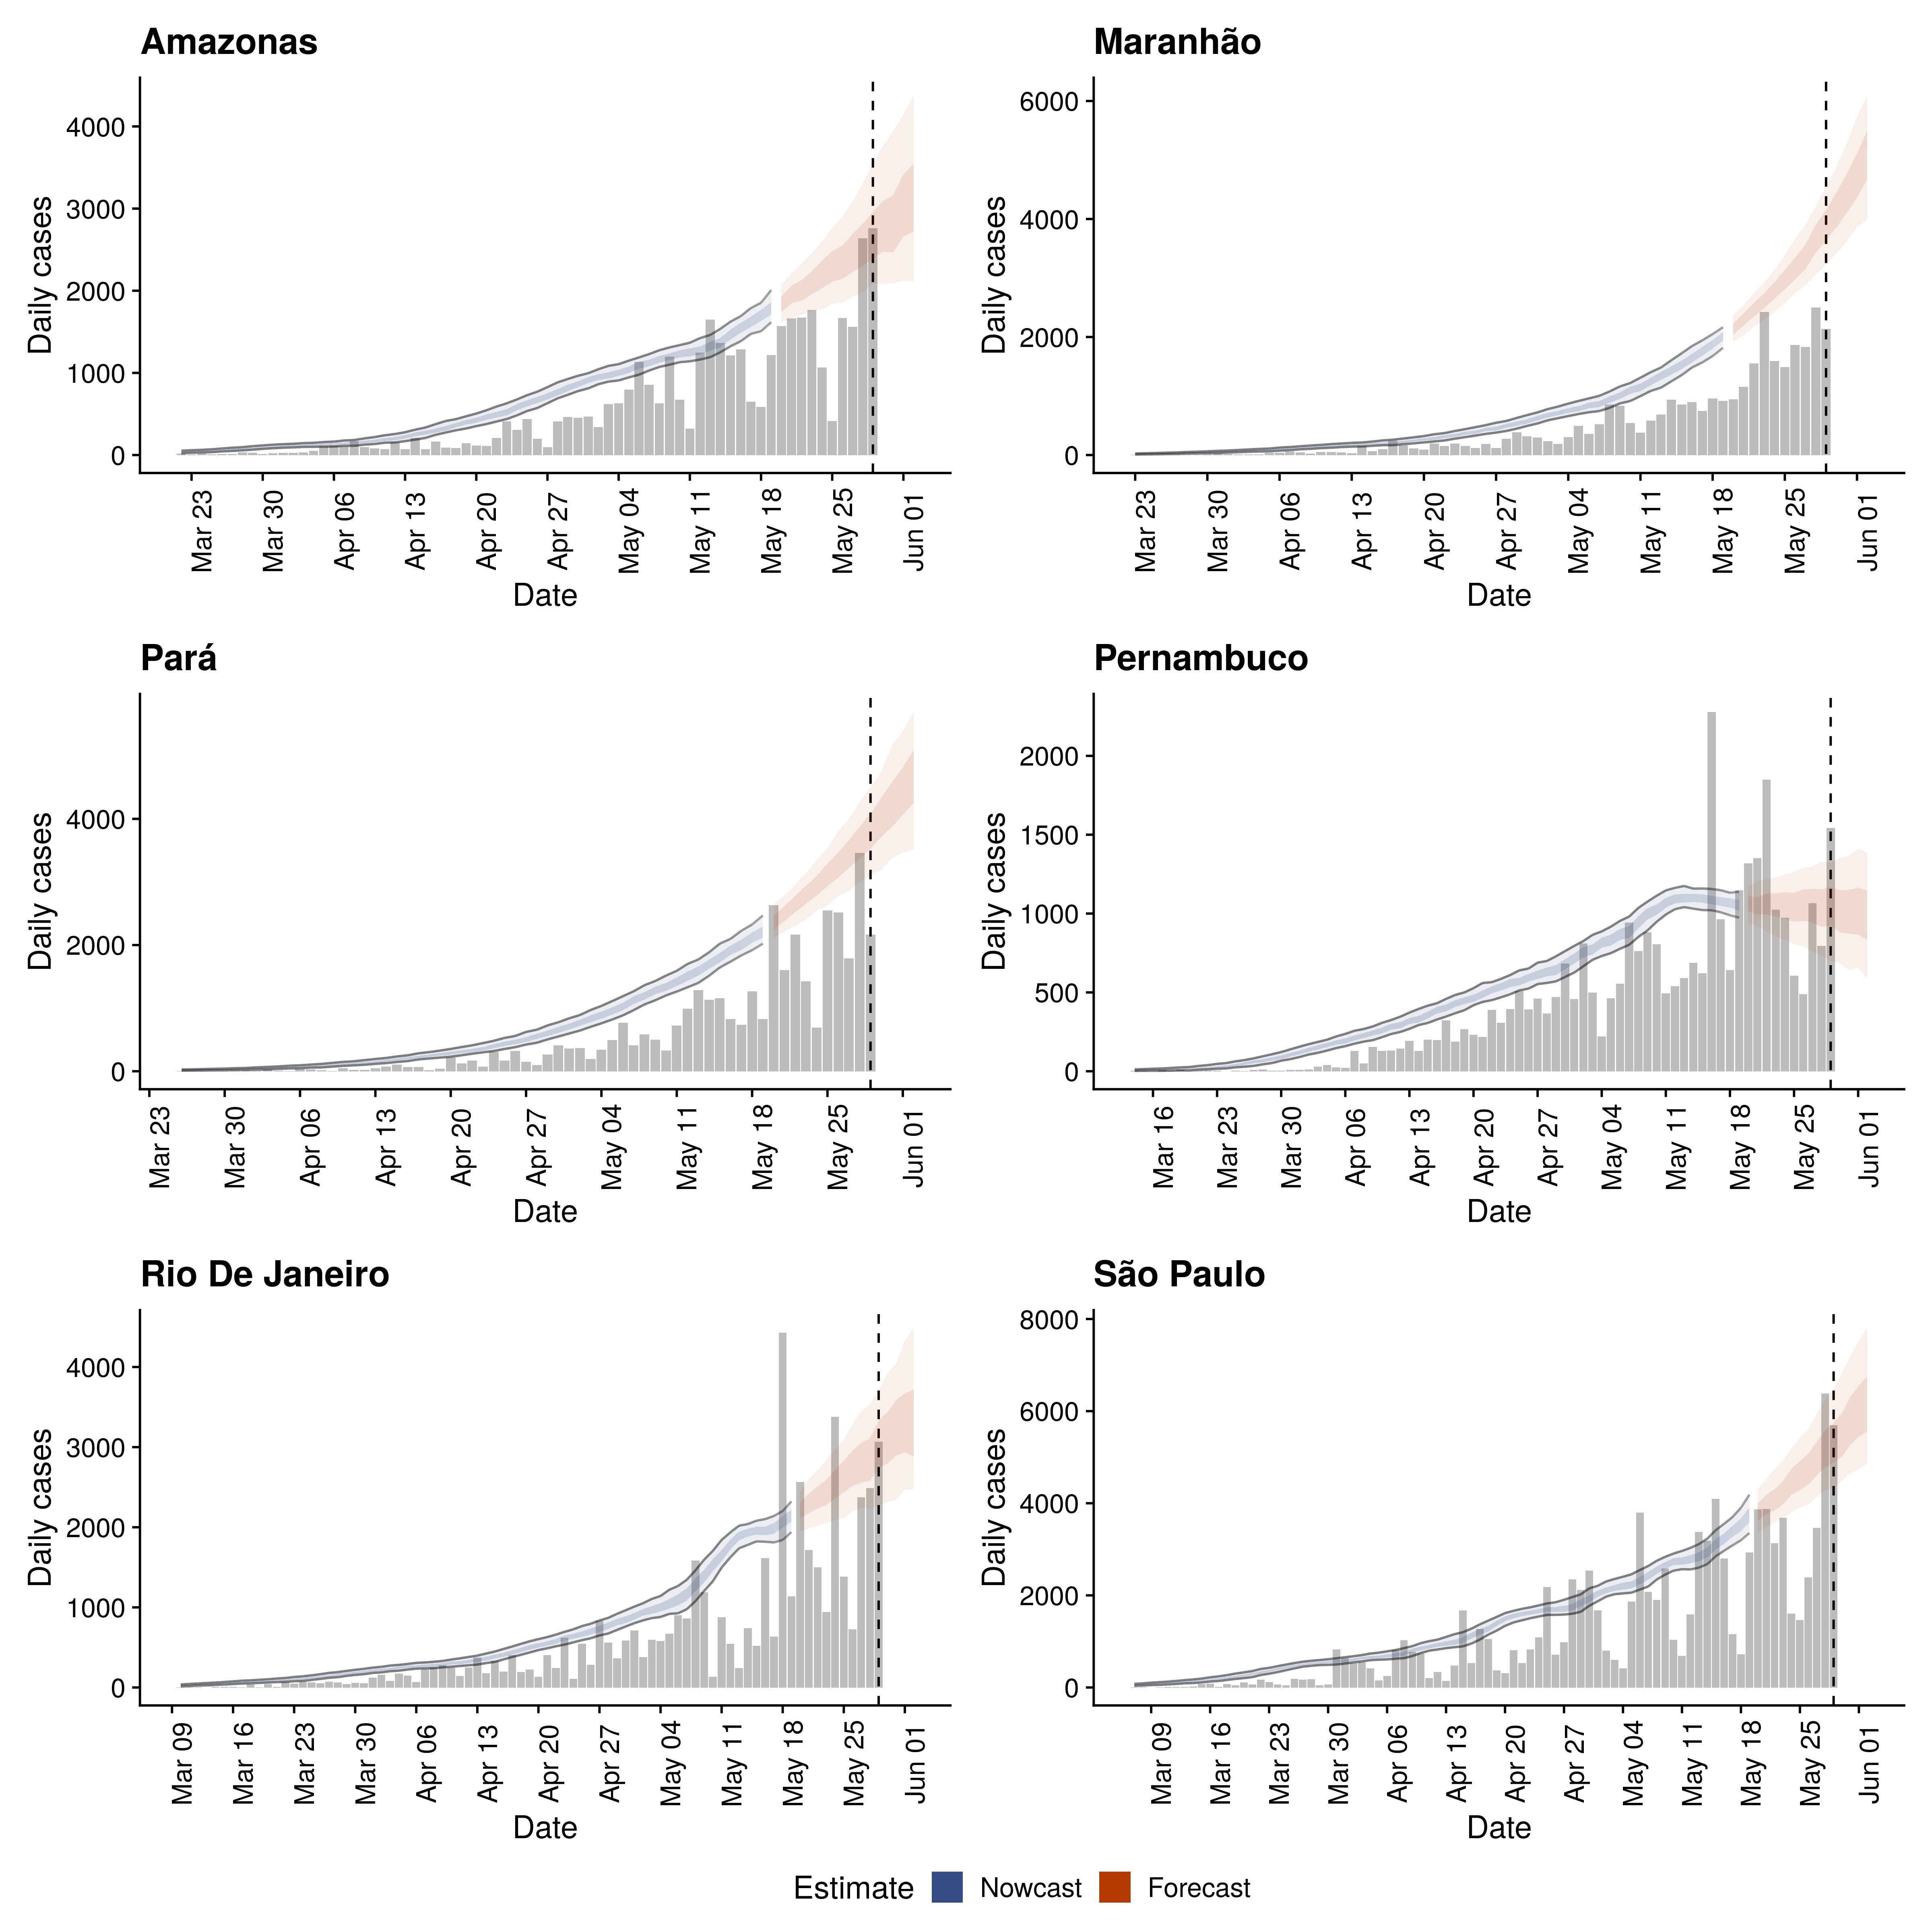 Amazonas
Daily cases
4000
3000
2000
1000
0
Mar 23
Mar 30
Apr 06
Apr 13
Apr 20
Apr 27
May 04
May 11
May 18
May 25
Jun 01
Date
Maranhão
Daily cases
6000
4000
2000
0
Mar 23
Mar 30
Apr 06
Apr 13
Apr 20
Apr 27
May 04
May 11
May 18
May 25
Jun 01
Date
Pará
Daily cases
4000
2000
0
Mar 23
Mar 30
Apr 06
Apr 13
Apr 20
Apr 27
May 04
May 11
May 18
May 25
Jun 01
Date
Pernambuco
Daily cases
2000
1500
1000
500
0
Mar 16
Mar 23
Mar 30
Apr 06
Apr 13
Apr 20
Apr 27
May 04
May 11
May 18
May 25
Jun 01
Date
Rio De Janeiro
Daily cases
4000
3000
2000
1000
0
Mar 09
Mar 16
Mar 23
Mar 30
Apr 06
Apr 13
Apr 20
Apr 27
May 04
May 11
May 18
May 25
Jun 01
Date
São Paulo
Daily cases
8000
6000
4000
2000
0
Mar 09
Mar 16
Mar 23
Mar 30
Apr 06
Apr 13
Apr 20
Apr 27
May 04
May 11
May 18
May 25
Jun 01
Date
Estimate Nowcast Forecast